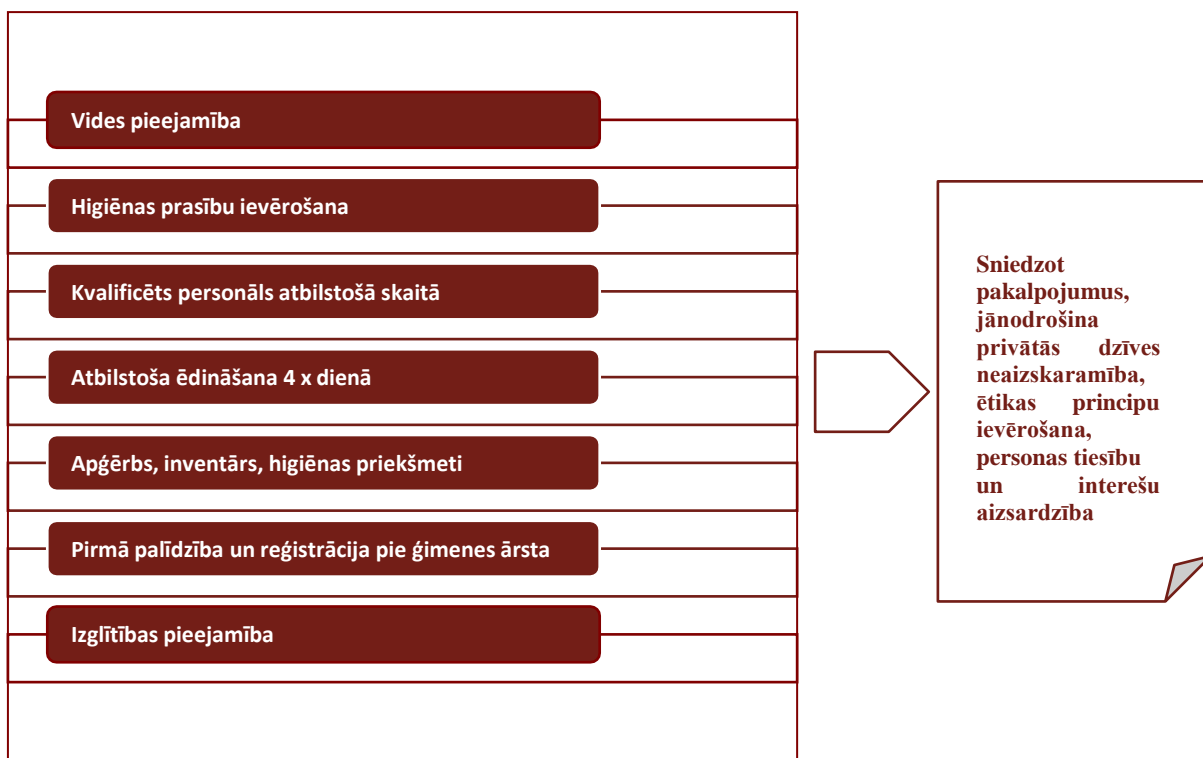 Vides pieejamība
Higiēnas prasību ievērošana
Kvalificēts personāls atbilstošā skaitā
Atbilstoša ēdināšana 4 x dienā
Apģērbs, inventārs, higiēnas priekšmeti
Pirmā palīdzība un reģistrācija pie ģimenes ārsta
Izglītības pieejamība
Sniedzot
pakalpojumus,
jānodrošina
privātās dzīves
neaizskaramība,
ētikas principu
ievērošana,
personas tiesību
un interešu
aizsardzība